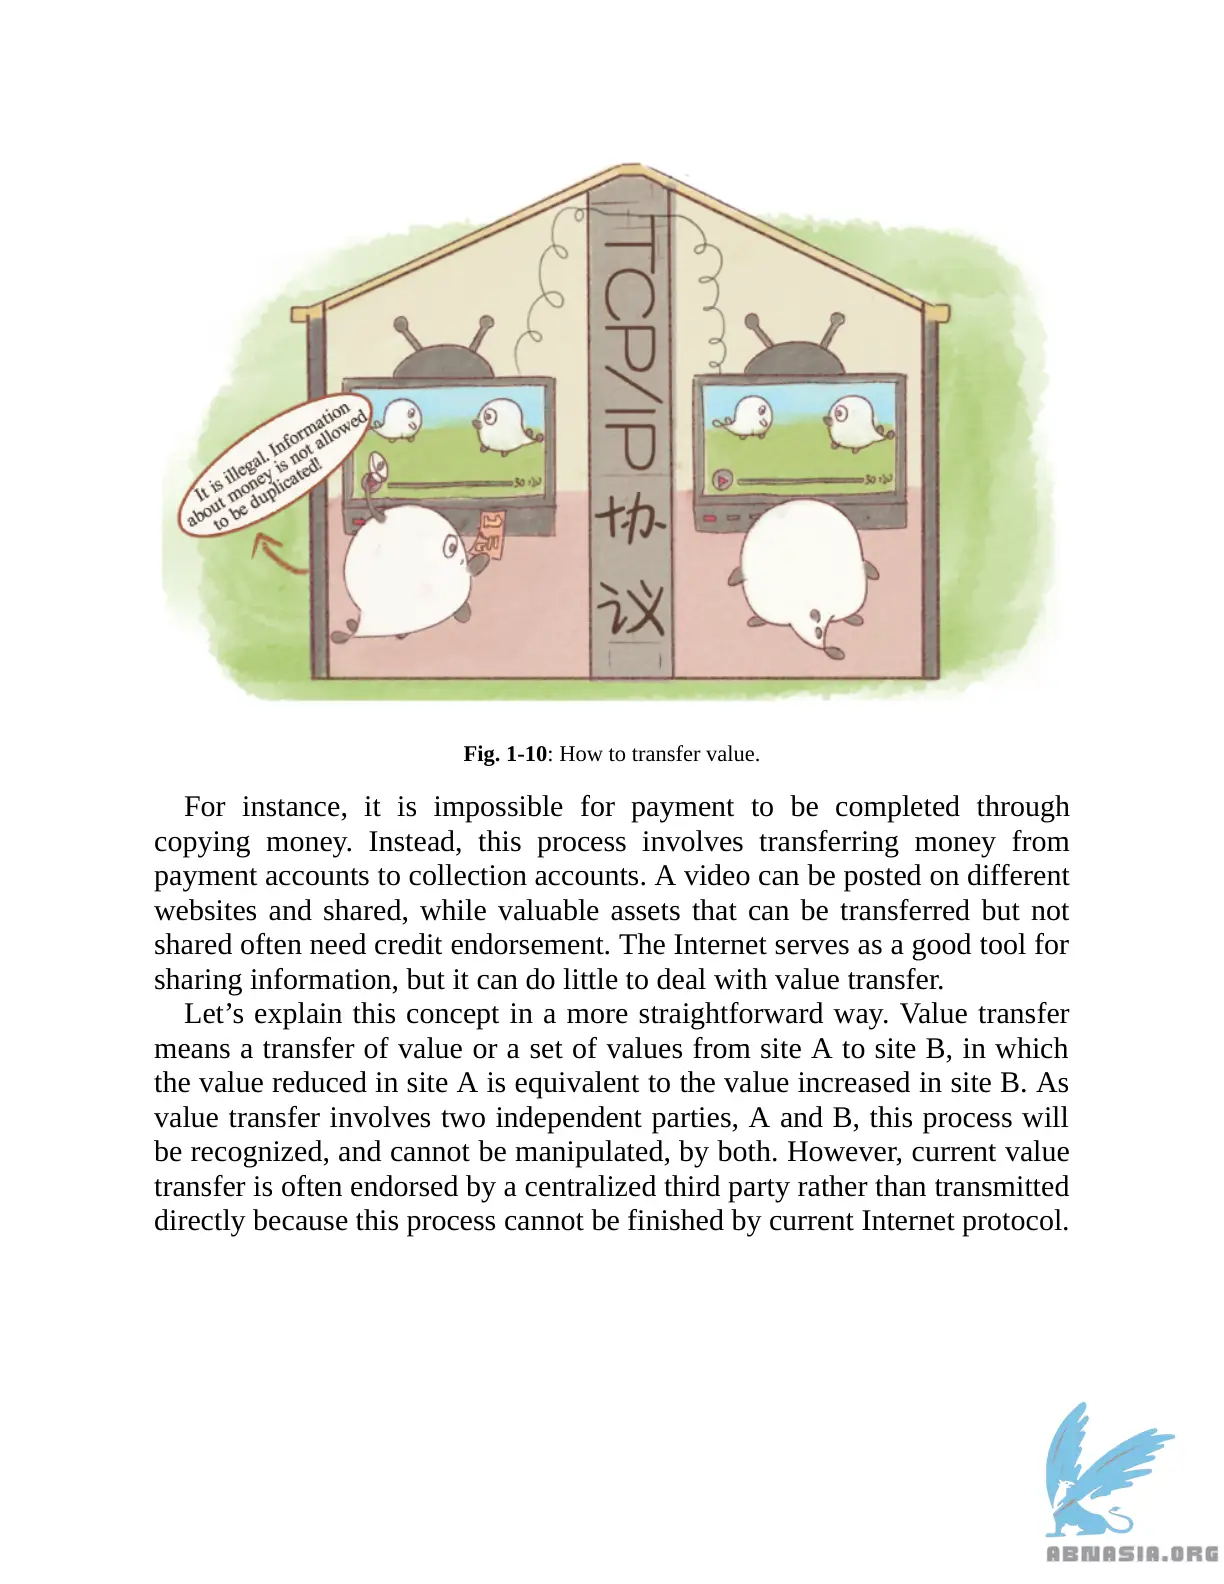 TCP/IP 协议
It is illegal. Information
about money is not allowed
to be duplicated!
30:30
30:30
Fig. 1-10: How to transfer value.
For instance, it is impossible for payment to be completed through
copying money. Instead, this process involves transferring money from
payment accounts to collection accounts. A video can be posted on different
websites and shared, while valuable assets that can be transferred but not
shared often need credit endorsement. The Internet serves as a good tool for
sharing information, but it can do little to deal with value transfer.
Let’s explain this concept in a more straightforward way. Value transfer
means a transfer of value or a set of values from site A to site B, in which
the value reduced in site A is equivalent to the value increased in site B. As
value transfer involves two independent parties, A and B, this process will
be recognized, and cannot be manipulated, by both. However, current value
transfer is often endorsed by a centralized third party rather than transmitted
directly because this process cannot be finished by current Internet protocol.
ABNASIA.ORG